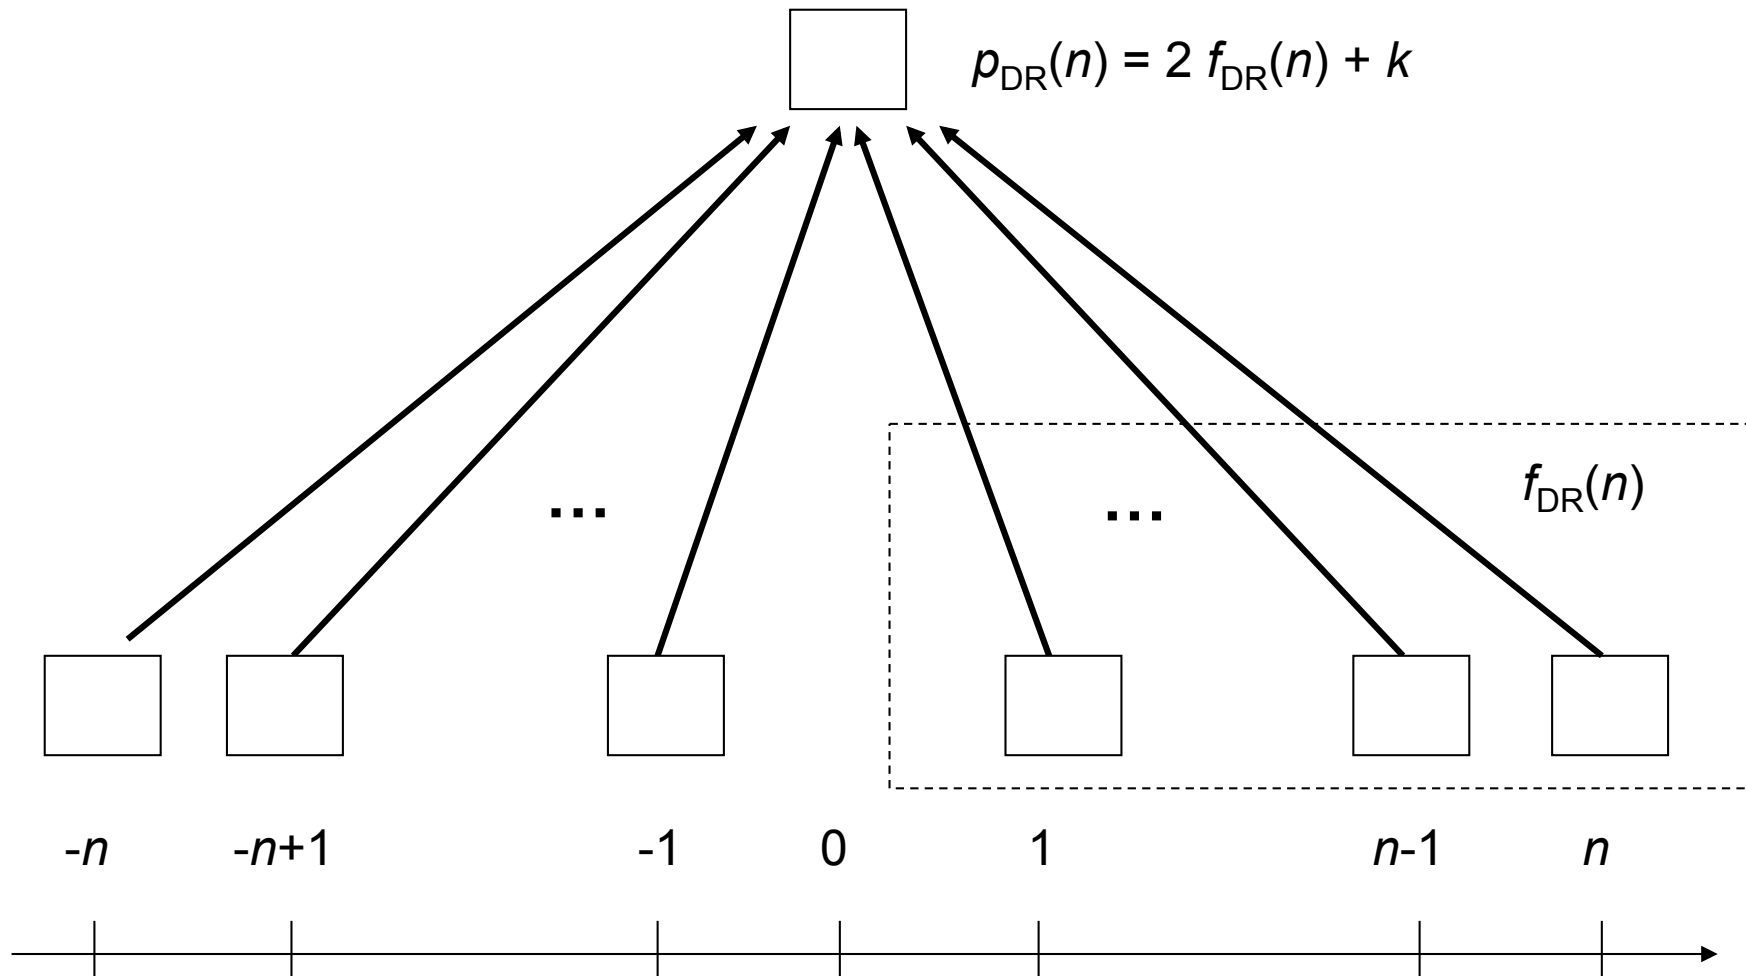 p_DR(n) = 2 f_DR(n) + k
f_DR(n)
... ...
-n -n+1 -1 0 1 n-1 n